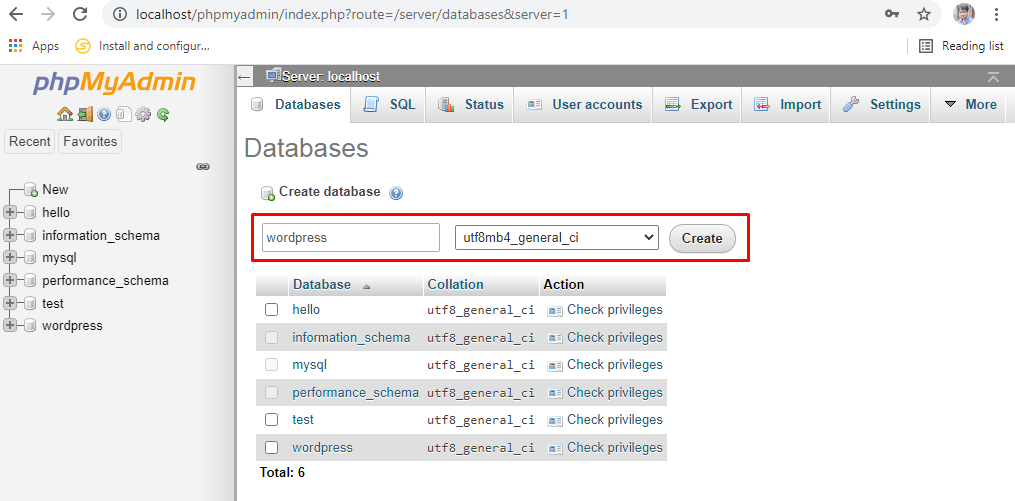 localhost/phpmyadmin/index.php?route=/server/databases&server=1
Apps
Install and configur...
Reading list
phpMyAdmin
Recent
Favorites
New
hello
information_schema
mysql
performance_schema
test
wordpress
Server: localhost
Databases
SQL
Status
User accounts
Export
Import
Settings
More
Databases
Create database
wordpress
utf8mb4_general_ci
Create
Database Collation Action
hello utf8_general_ci Check privileges
information_schema utf8_general_ci Check privileges
mysql utf8_general_ci Check privileges
performance_schema utf8_general_ci Check privileges
test utf8_general_ci Check privileges
wordpress utf8_general_ci Check privileges
Total: 6